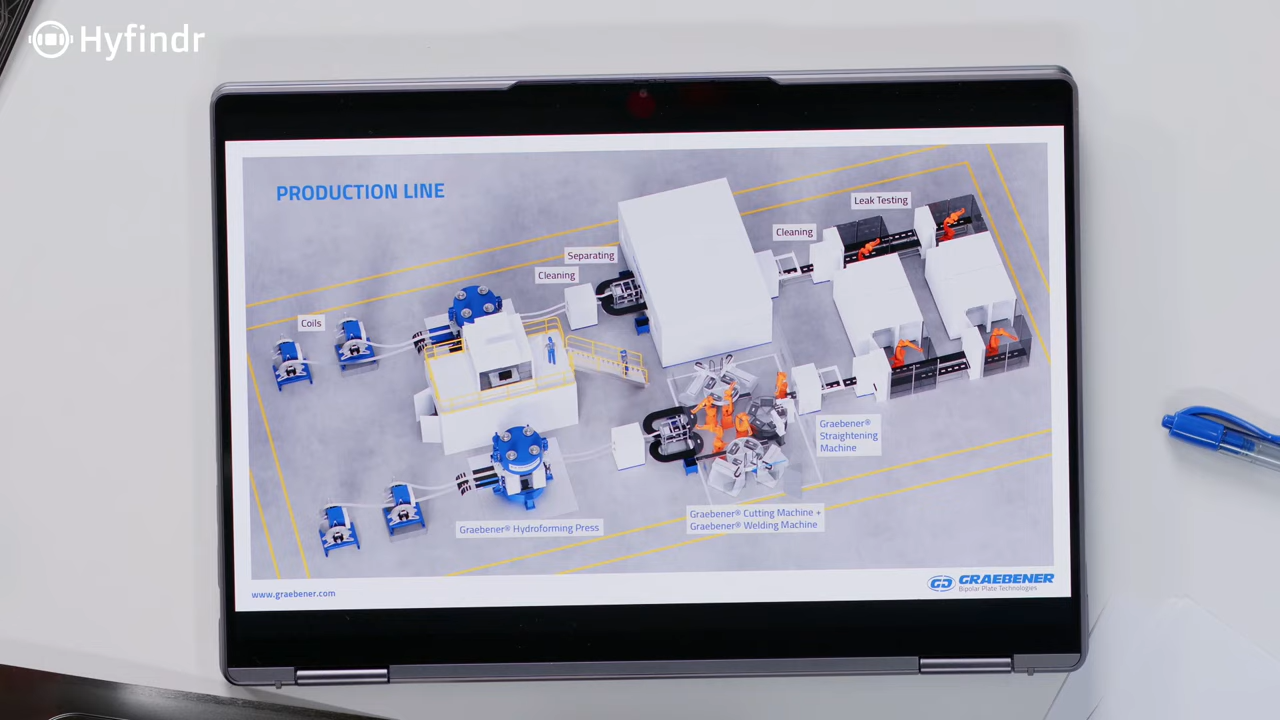 Hyfindr
PRODUCTION LINE
Leak Testing
Cleaning
Separating
Cleaning
Coils
Graebener® Straightening Machine
Graebener® Hydroforming Press
Graebener® Cutting Machine +
Graebener® Welding Machine
www.graebener.com
GRAEBENER
Bipolar Plate Technologies